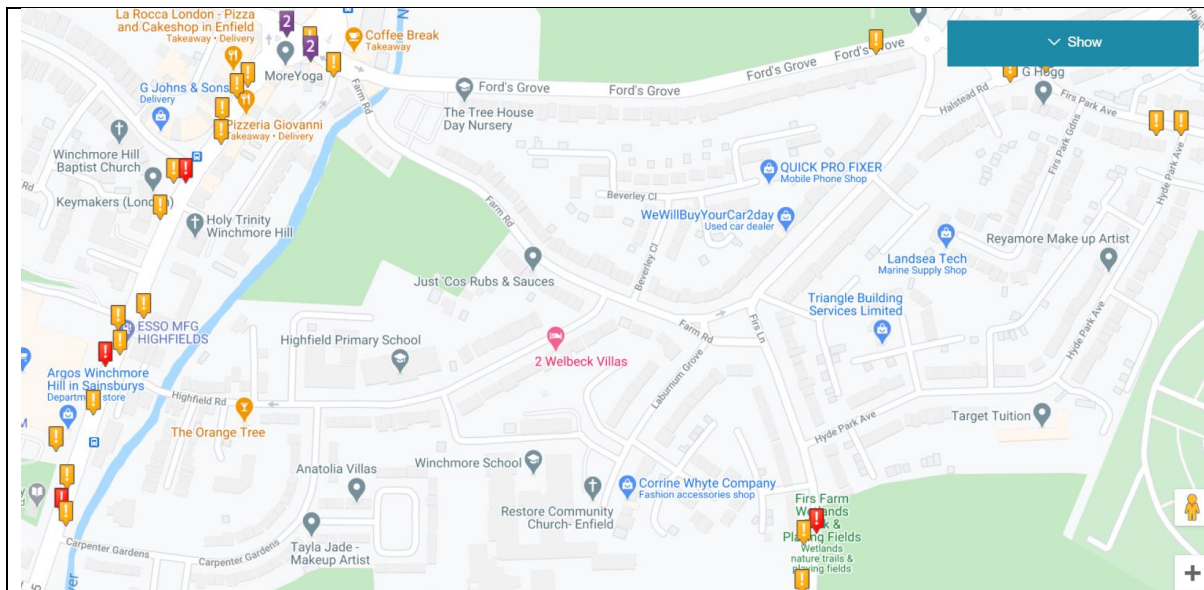 La Rocca London - Pizza
and Cakeshop in Enfield
Takeaway • Delivery
2
2
Coffee Break
Takeaway
MoreYoga
Ford's Grove
Ford's Grove
Ford's Grove
Ford's Grove
Show
G Hogg
Halstead Rd
Firs Park Ave
Firs Park Gdns
Hyde Park Ave
G Johns & Sons
Delivery
Farm Rd
The Tree House
Day Nursery
Pizzeria Giovanni
Takeaway • Delivery
Winchmore Hill
Baptist Church
Rd
Keymakers (London)
Holy Trinity
Winchmore Hill
QUICK PRO FIXER
Mobile Phone Shop
Beverley Cl
WeWillBuyYourCar2day
Used car dealer
Farm Rd
Beverley Cl
Landsea Tech
Marine Supply Shop
Reyamore Make up Artist
Just 'Cos Rubs & Sauces
Triangle Building
Services Limited
ESSO MFG
HIGHFIELDS
Highfield Primary School
Farm Rd
Firs Ln
Hyde Park Ave
2 Welbeck Villas
Argos Winchmore
Hill in Sainsburys
Department store
Highfield Rd
Laburnum Grove
The Orange Tree
Hyde Park Ave
Target Tuition
Anatolia Villas
Winchmore School
Corrine Whyte Company
Fashion accessories shop
Restore Community
Church- Enfield
Firs Farm
Wetlands
Park &
Playing Fields
Wetlands
nature trails &
playing fields
Carpenter Gardens
Carpenter Gardens
Tayla Jade -
Makeup Artist